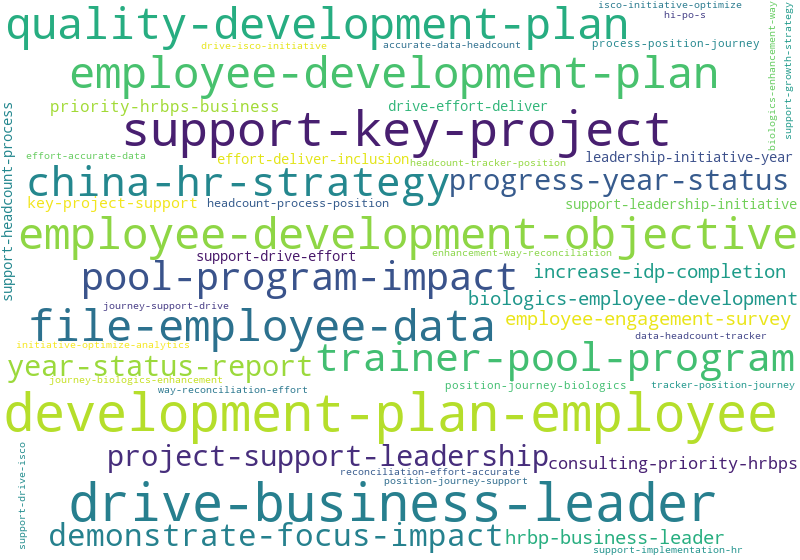 quality-development-plan
isco-initiative-optimize
hi-po-s
drive-isco-initiative
accurate-data-headcount
process-position-journey
biologics-enhancement-way
support-growth-strategy
employee-development-plan
priority-hrbps-business
drive-effort-deliver
support-headcount-process
support-key-project
effort-accurate-data
effort-deliver-inclusion
headcount-tracker-position
leadership-initiative-year
china-hr-strategy
progress-year-status
key-project-support
headcount-process-position
support-leadership-initiative
employee-development-objective
support-drive-effort
enhancement-way-reconciliation
pool-program-impact
increase-idp-completion
biologics-employee-development
journey-support-drive
file-employee-data
employee-engagement-survey
data-headcount-tracker
initiative-optimize-analytics
year-status-report
trainer-pool-program
journey-biologics-enhancement
way-reconciliation-effort
position-journey-biologics
tracker-position-journey
development-plan-employee
project-support-leadership
consulting-priority-hrbps
reconciliation-effort-accurate
position-journey-support
support-drive-isco
drive-business-leader
demonstrate-focus-impact
hrbp-business-leader
support-implementation-hr